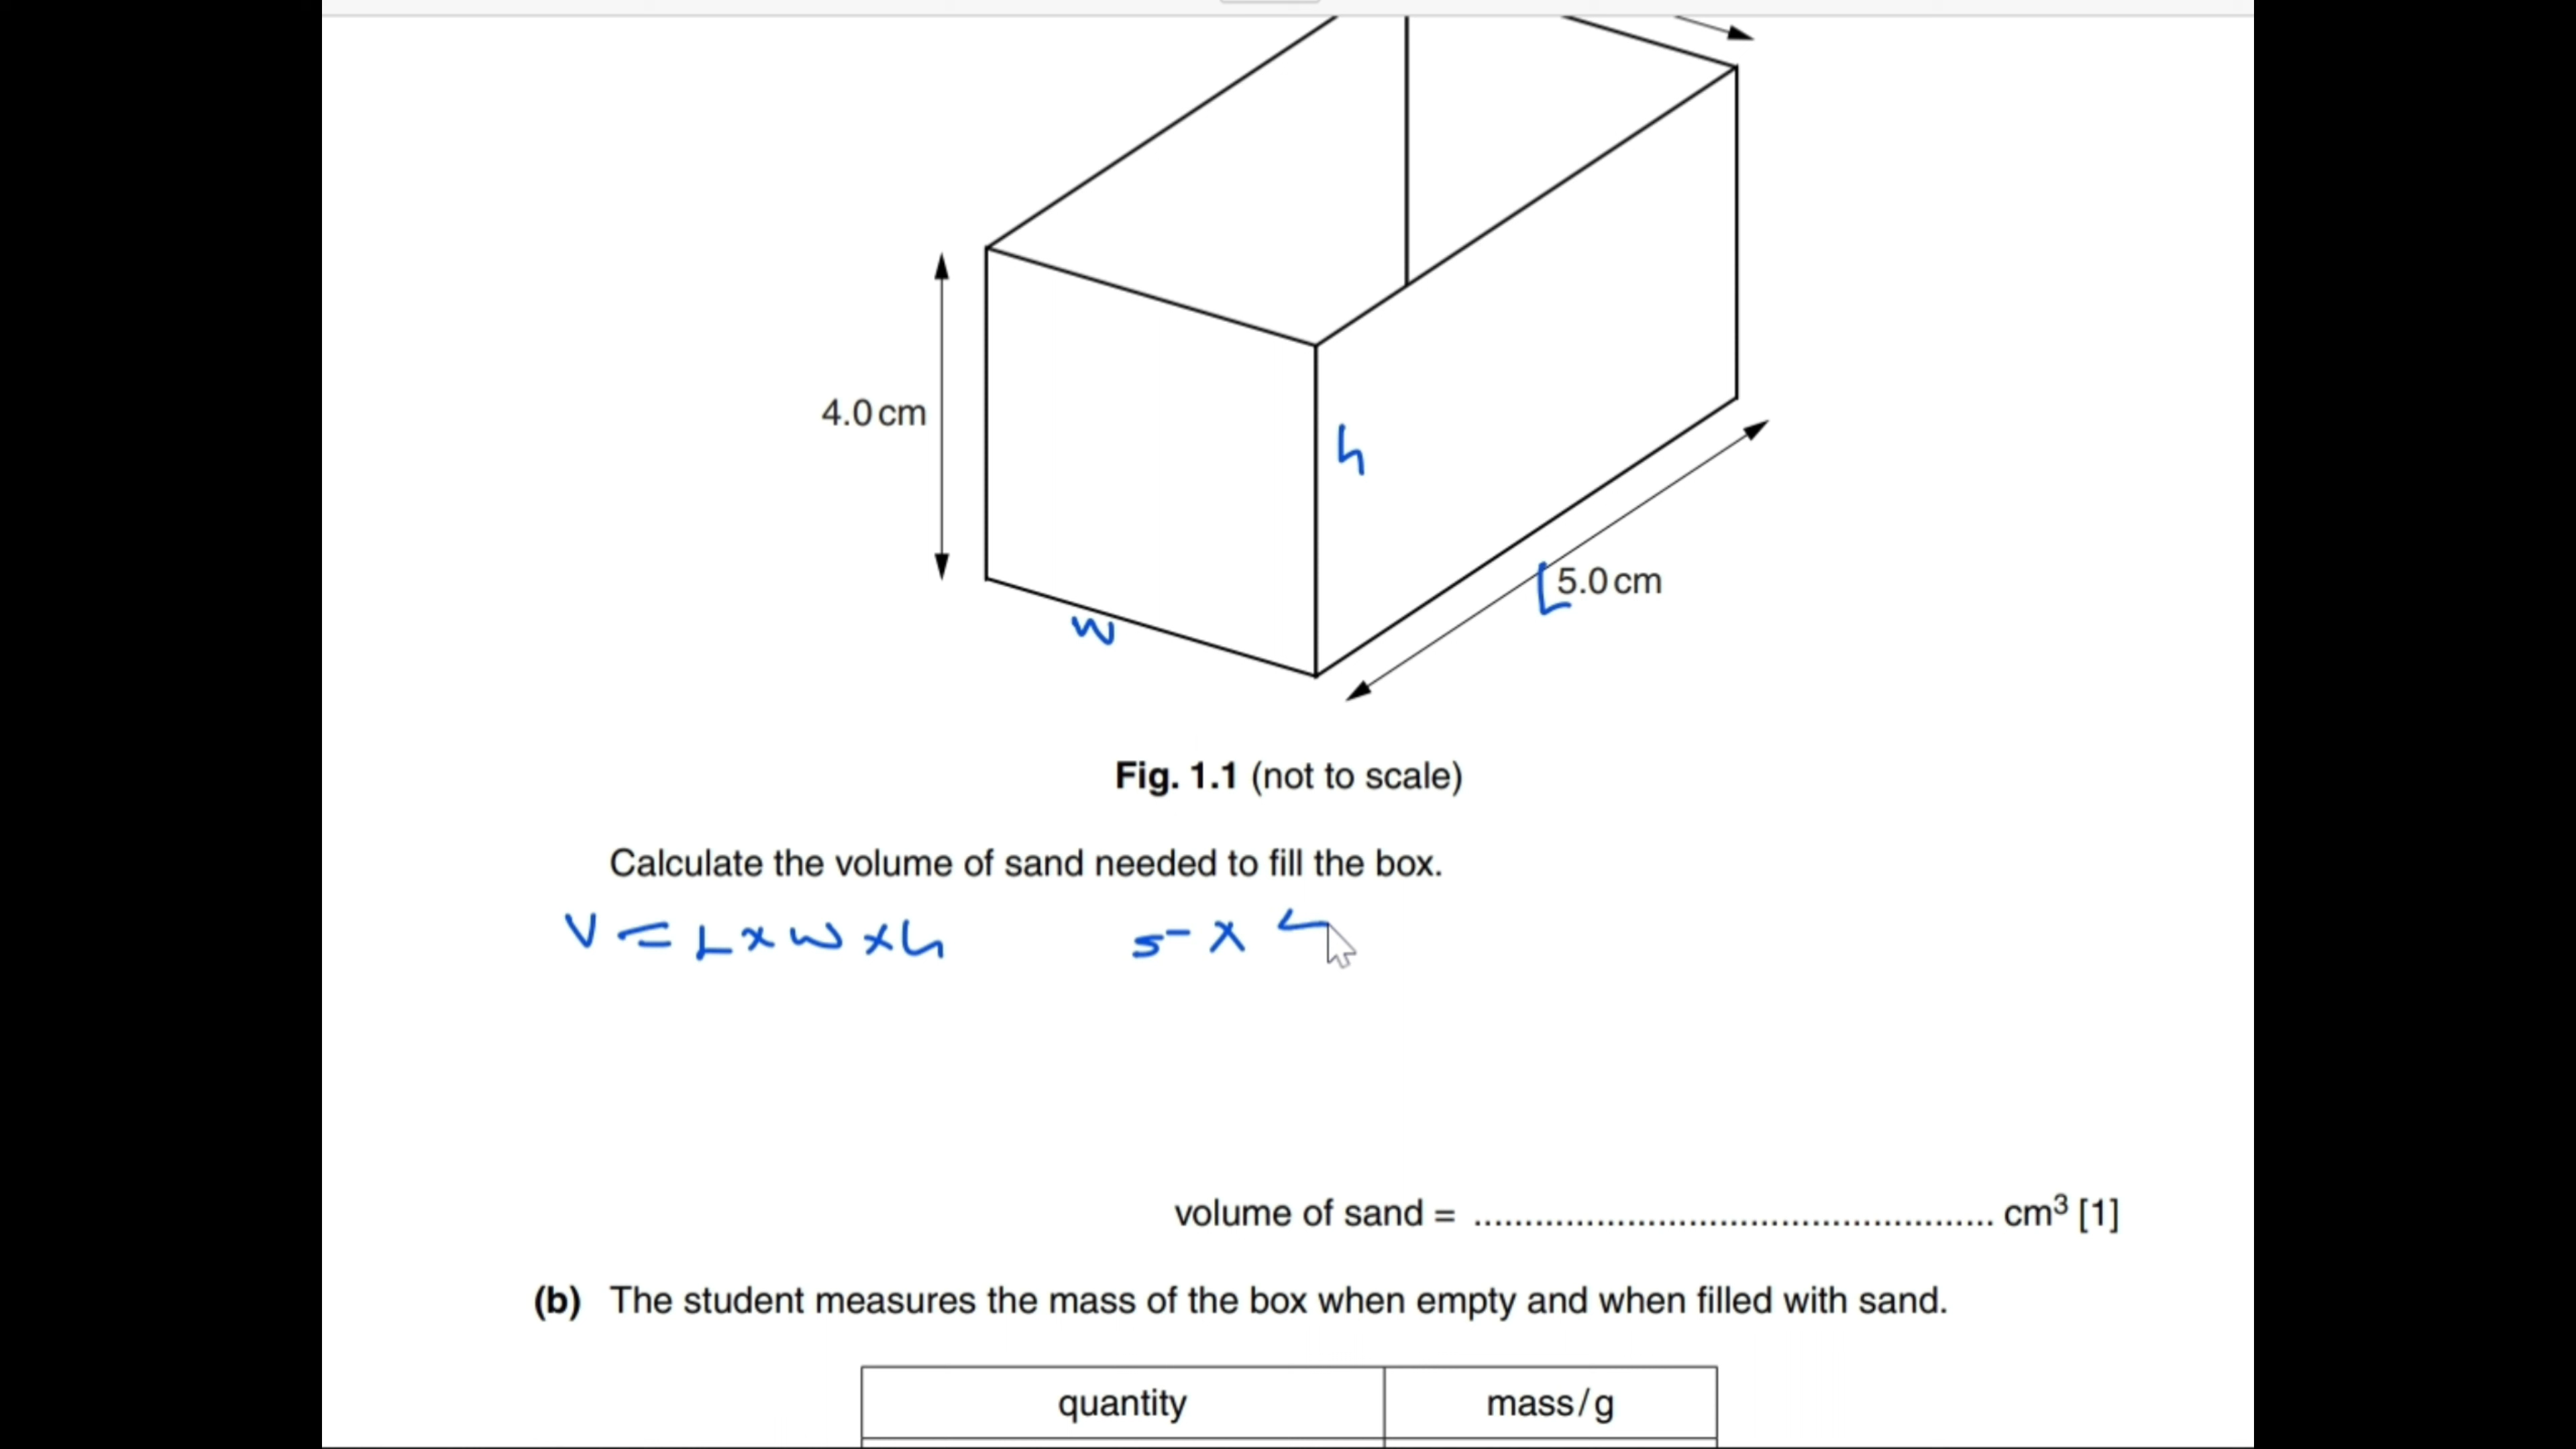 4.0 cm
h
5.0 cm
L
w
Fig. 1.1 (not to scale)
Calculate the volume of sand needed to fill the box.
V = L x w x h 5 x
volume of sand = .................................................... cm³ [1]
(b) The student measures the mass of the box when empty and when filled with sand.
quantity mass / g